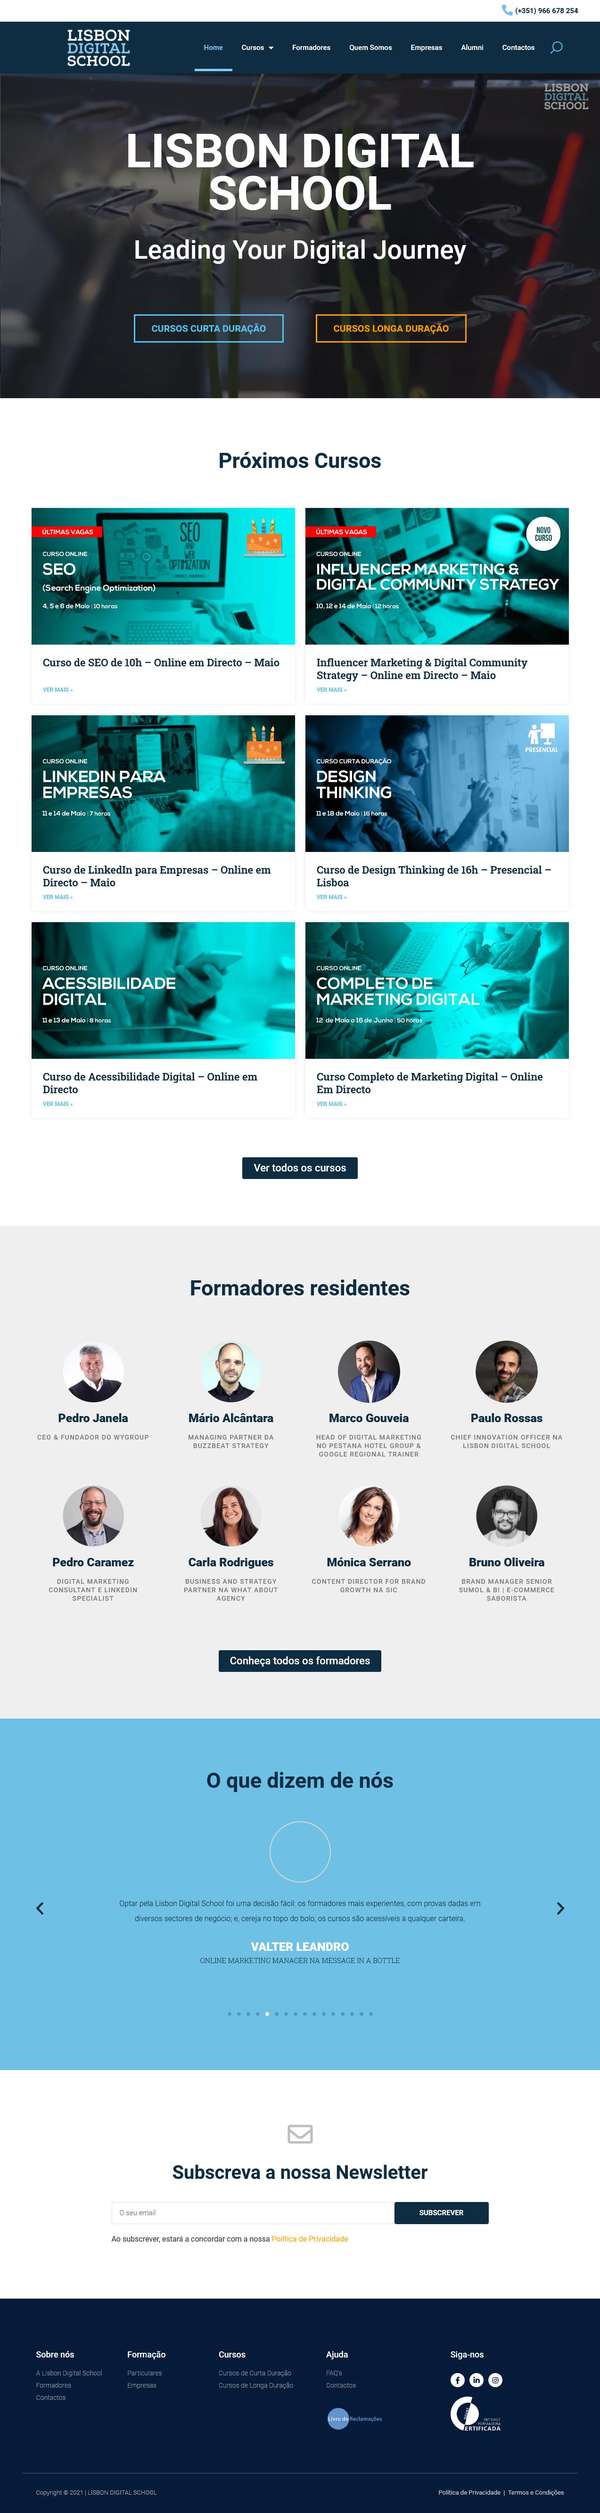 (+351) 966 678 254
LISBON
DIGITAL
SCHOOL
Home Cursos Formadores Quem Somos Empresas Alumni Contactos
LISBON
DIGITAL
SCHOOL
LISBON DIGITAL
SCHOOL
Leading Your Digital Journey
CURSOS CURTA DURAÇÃO
CURSOS LONGA DURAÇÃO
Próximos Cursos
ÚLTIMAS VAGAS
CURSO ONLINE
SEO
(Search Engine Optimization)
4, 5 e 6 de Maio | 10 horas
SEO
OPTIMIZATION
Curso de SEO de 10h – Online em Directo – Maio
VER MAIS »
ÚLTIMAS VAGAS
NOVO
CURSO
CURSO ONLINE
INFLUENCER MARKETING &
DIGITAL COMMUNITY STRATEGY
10, 12 e 14 de Maio | 12 horas
Influencer Marketing & Digital Community
Strategy – Online em Directo – Maio
VER MAIS »
CURSO ONLINE
LINKEDIN PARA
EMPRESAS
11 e 14 de Maio | 7 horas
Curso de LinkedIn para Empresas – Online em
Directo – Maio
VER MAIS »
PRESENCIAL
CURSO CURTA DURAÇÃO
DESIGN
THINKING
11 e 18 de Maio | 16 horas
Curso de Design Thinking de 16h – Presencial –
Lisboa
VER MAIS »
CURSO ONLINE
ACESSIBILIDADE
DIGITAL
11 e 13 de Maio | 8 horas
Curso de Acessibilidade Digital – Online em
Directo
VER MAIS »
CURSO ONLINE
COMPLETO DE
MARKETING DIGITAL
12 de Maio a 16 de Junho | 50 horas
Curso Completo de Marketing Digital – Online
Em Directo
VER MAIS »
Ver todos os cursos
Formadores residentes
Pedro Janela
CEO & FUNDADOR DO WYGROUP
Mário Alcântara
MANAGING PARTNER DA
BUZZBEAT STRATEGY
Marco Gouveia
HEAD OF DIGITAL MARKETING
NO PESTANA HOTEL GROUP &
GOOGLE REGIONAL TRAINER
Paulo Rossas
CHIEF INNOVATION OFFICER NA
LISBON DIGITAL SCHOOL
Pedro Caramez
DIGITAL MARKETING
CONSULTANT E LINKEDIN
SPECIALIST
Carla Rodrigues
BUSINESS AND STRATEGY
PARTNER NA WHAT ABOUT
AGENCY
Mónica Serrano
CONTENT DIRECTOR FOR BRAND
GROWTH NA SIC
Bruno Oliveira
BRAND MANAGER SENIOR
SUMOL & B! | E-COMMERCE
SABORISTA
Conheça todos os formadores
O que dizem de nós
Optar pela Lisbon Digital School foi uma decisão fácil: os formadores mais experientes, com provas dadas em
diversos sectores de negócio; e, cereja no topo do bolo, os cursos são acessíveis a qualquer carteira.
VALTER LEANDRO
ONLINE MARKETING MANAGER NA MESSAGE IN A BOTTLE
Subscreva a nossa Newsletter
O seu email
SUBSCREVER
Ao subscrever, estará a concordar com a nossa Política de Privacidade
Sobre nós
A Lisbon Digital School
Formadores
Contactos
Formação
Particulares
Empresas
Cursos
Cursos de Curta Duração
Cursos de Longa Duração
Ajuda
FAQ's
Contactos
Livro de Reclamações
Siga-nos
ENTIDADE
FORMADORA
CERTIFICADA
Copyright © 2021 | LISBON DIGITAL SCHOOL
Política de Privacidade | Termos e Condições